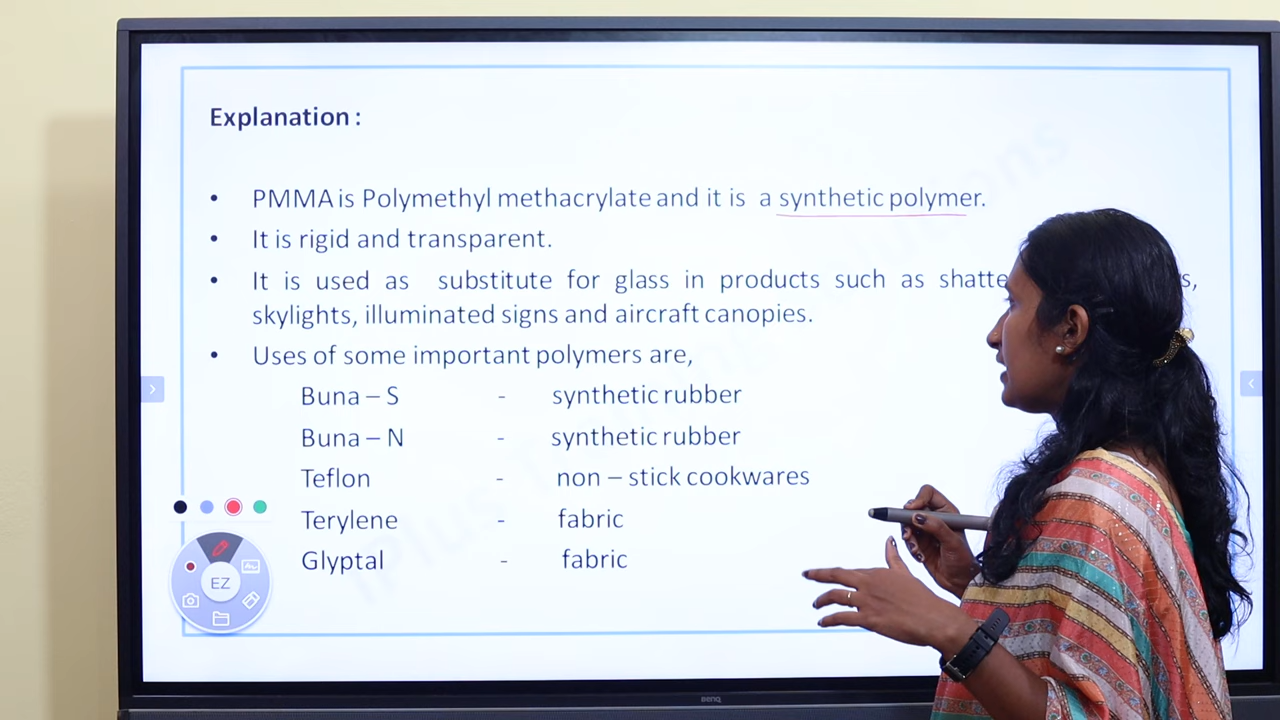 Explanation :
• PMMA is Polymethyl methacrylate and it is a synthetic polymer.
• It is rigid and transparent.
• It is used as substitute for glass in products such as
skylights, illuminated signs and aircraft canopies.
• Uses of some important polymers are,
Buna – S - synthetic rubber
Buna – N - synthetic rubber
Teflon - non – stick cookwares
Terylene - fabric
Glyptal - fabric
EZ
BenQ